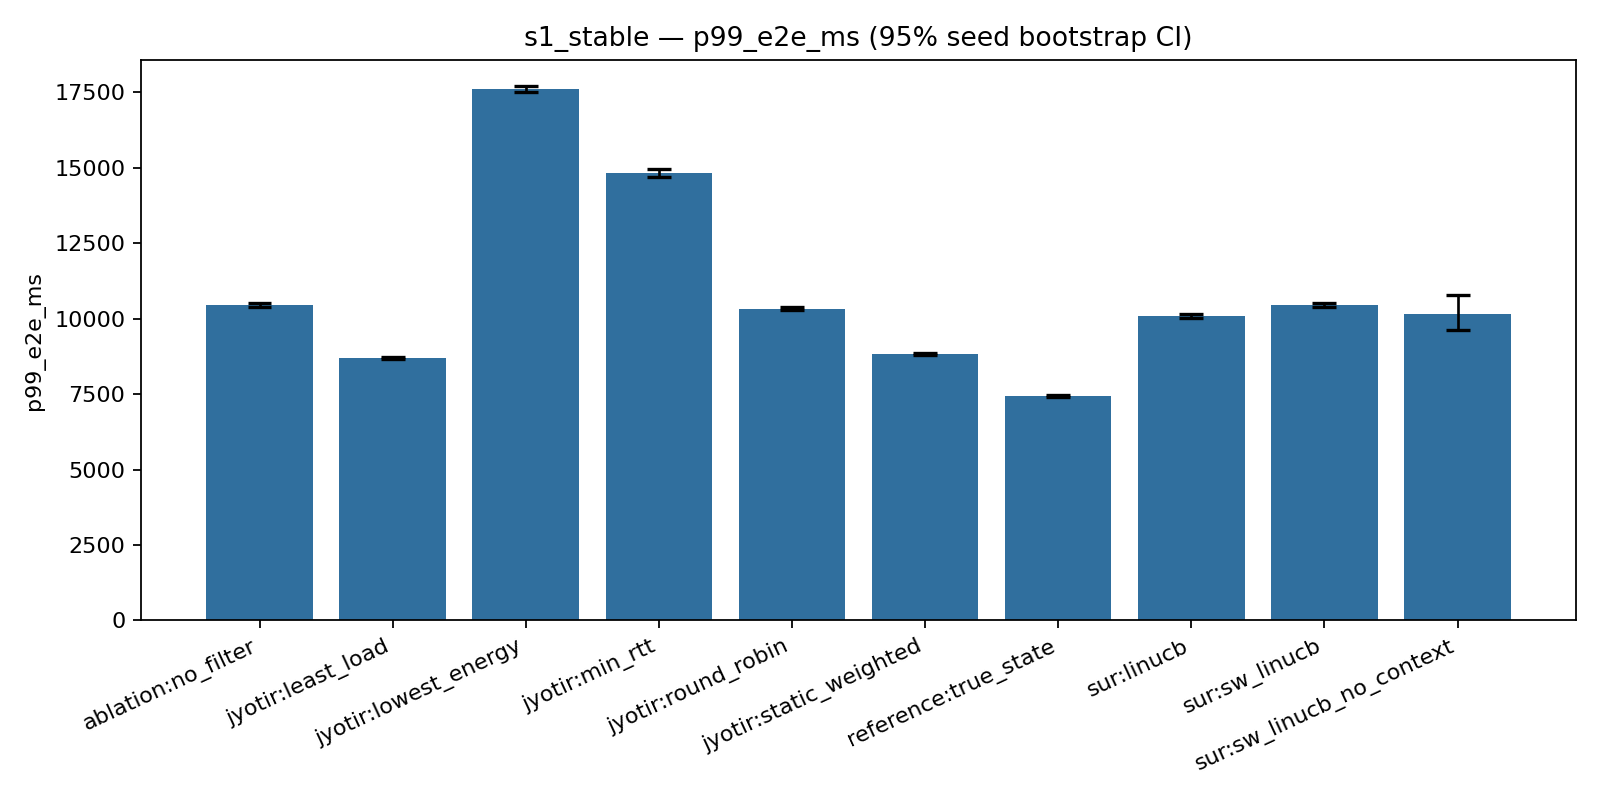 s1_stable — p99_e2e_ms (95% seed bootstrap CI)
p99_e2e_ms
17500
15000
12500
10000
7500
5000
2500
0
ablation:no_filter
jyotir:least_load
jyotir:lowest_energy
jyotir:min_rtt
jyotir:round_robin
jyotir:static_weighted
reference:true_state
sur:linucb
sur:sw_linucb
sur:sw_linucb_no_context